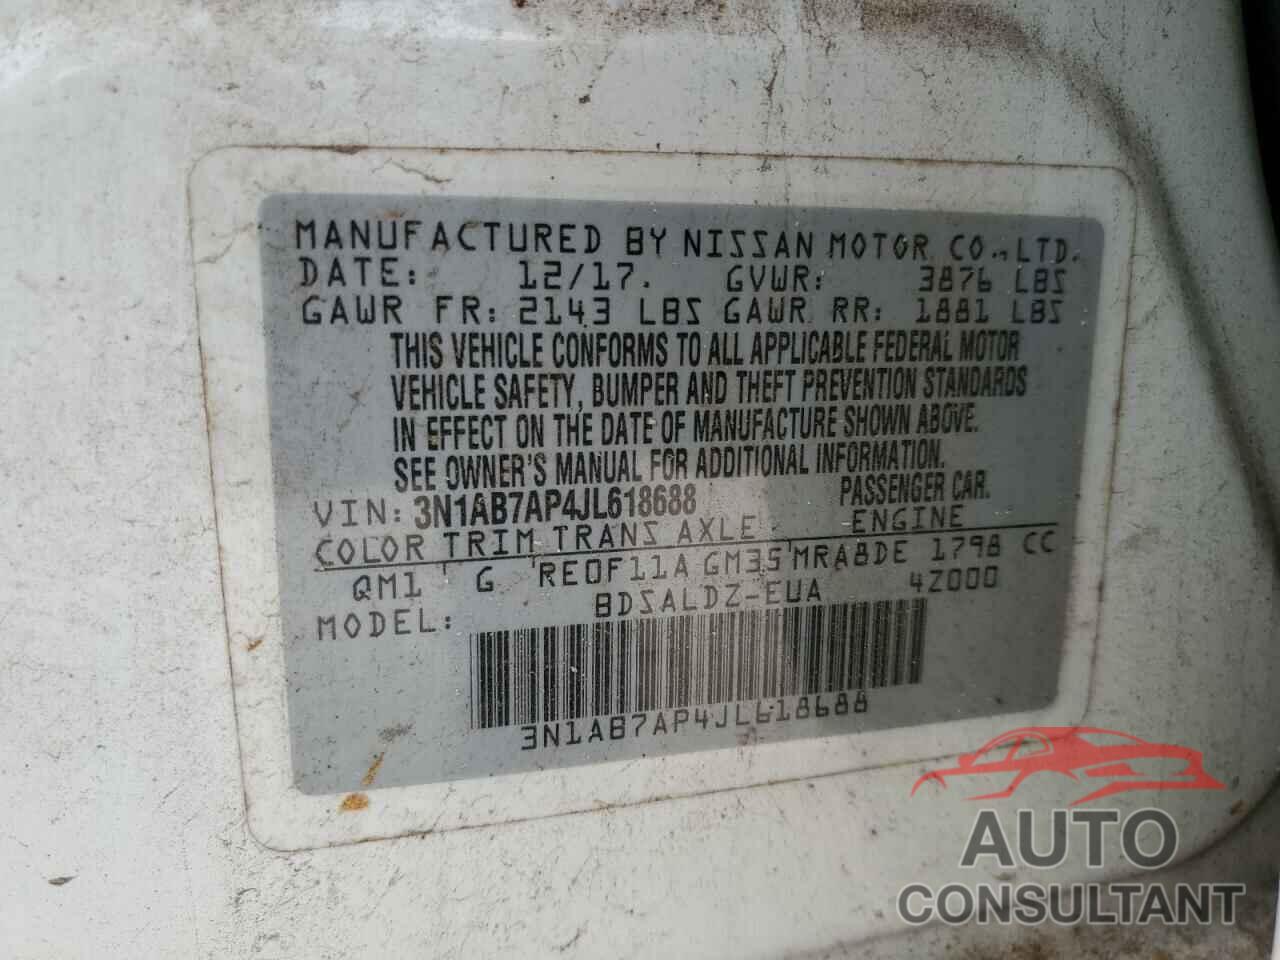 MANUFACTURED BY NISSAN MOTOR CO., LTD.
DATE: 12/17. GVWR: 3876 LBS
GAWR FR: 2143 LBS GAWR RR: 1881 LBS
THIS VEHICLE CONFORMS TO ALL APPLICABLE FEDERAL MOTOR
VEHICLE SAFETY, BUMPER AND THEFT PREVENTION STANDARDS
IN EFFECT ON THE DATE OF MANUFACTURE SHOWN ABOVE.
SEE OWNER'S MANUAL FOR ADDITIONAL INFORMATION.
VIN: 3N1AB7AP4JL618688 PASSENGER CAR.
COLOR TRIM TRANS AXLE ENGINE
QM1 G RE0F11A GM35 MRA8DE 1798 CC
MODEL: BDSALDZ-EUA 4Z000
3N1AB7AP4JL618688
AUTO
CONSULTANT